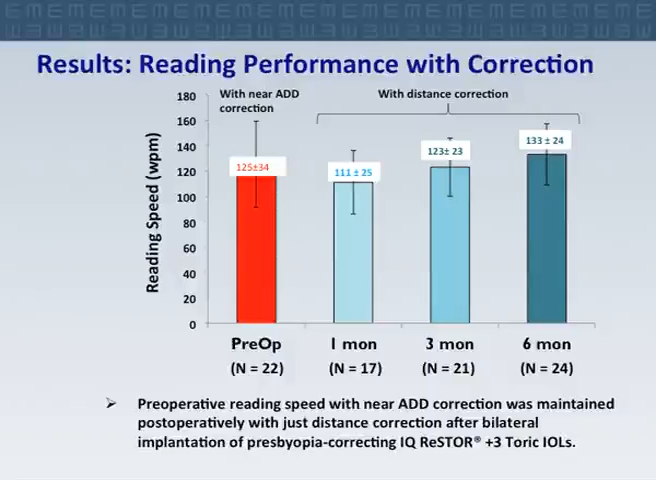 Results: Reading Performance with Correction
With near ADD
correction
With distance correction
Reading Speed (wpm)
180
160
140
120
100
80
60
40
20
0
125±34
111 ± 25
123± 23
133 ± 24
PreOp
1 mon
3 mon
6 mon
(N = 22)
(N = 17)
(N = 21)
(N = 24)
➢ Preoperative reading speed with near ADD correction was maintained
postoperatively with just distance correction after bilateral
implantation of presbyopia-correcting IQ ReSTOR® +3 Toric IOLs.